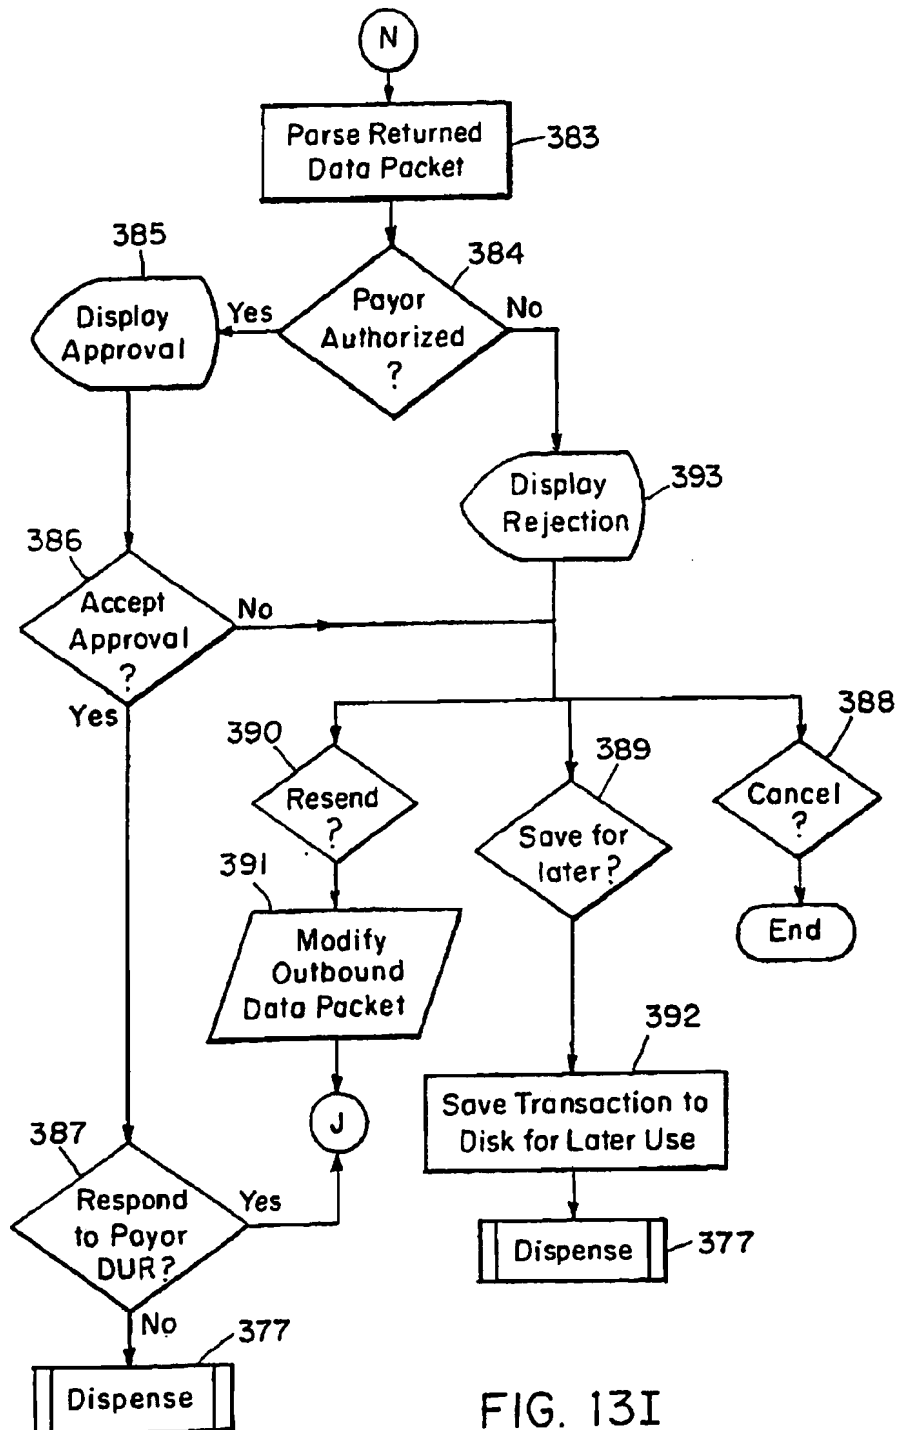 N
Parse Returned
Data Packet
383
385
384
Display
Approval
Yes
Payor
Authorized
?
No
Display
Rejection
393
386
Accept
Approval
?
No
Yes
390
Resend
?
389
Save for
later?
388
Cancel
?
391
Modify
Outbound
Data Packet
End
392
Save Transaction to
Disk for Later Use
J
387
Respond
to Payor
DUR?
Yes
Dispense
377
No
377
Dispense
FIG. 13I